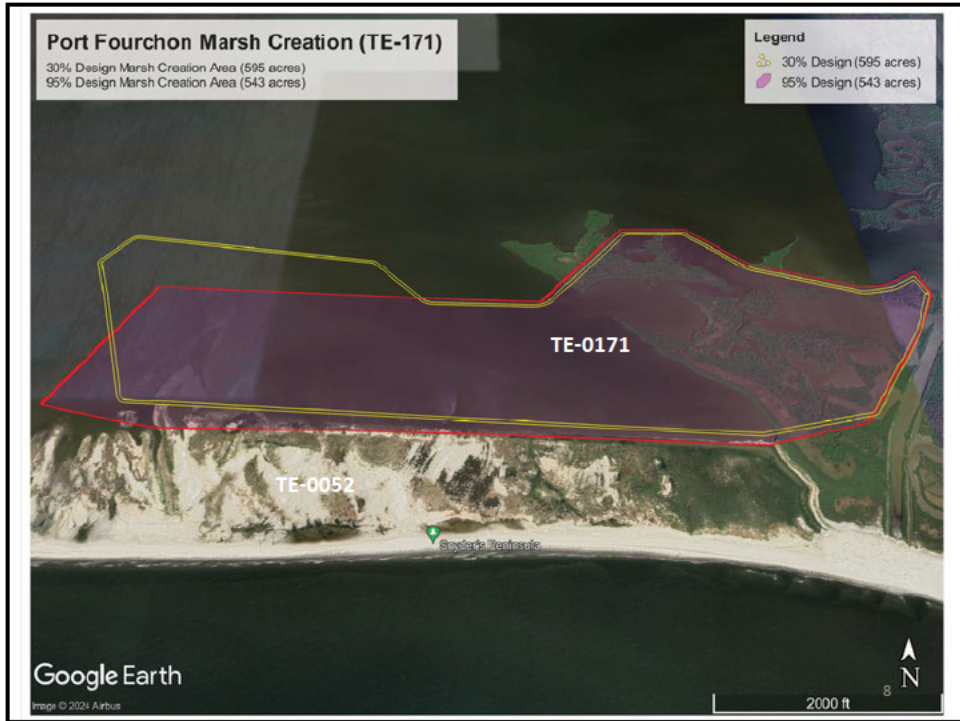 Port Fourchon Marsh Creation (TE-171)
30% Design Marsh Creation Area (595 acres)
95% Design Marsh Creation Area (543 acres)
Legend
30% Design (595 acres)
95% Design (543 acres)
TE-0171
TE-0052
Snyder's Peninsula
Google Earth
Image © 2024 Airbus
N
8
2000 ft